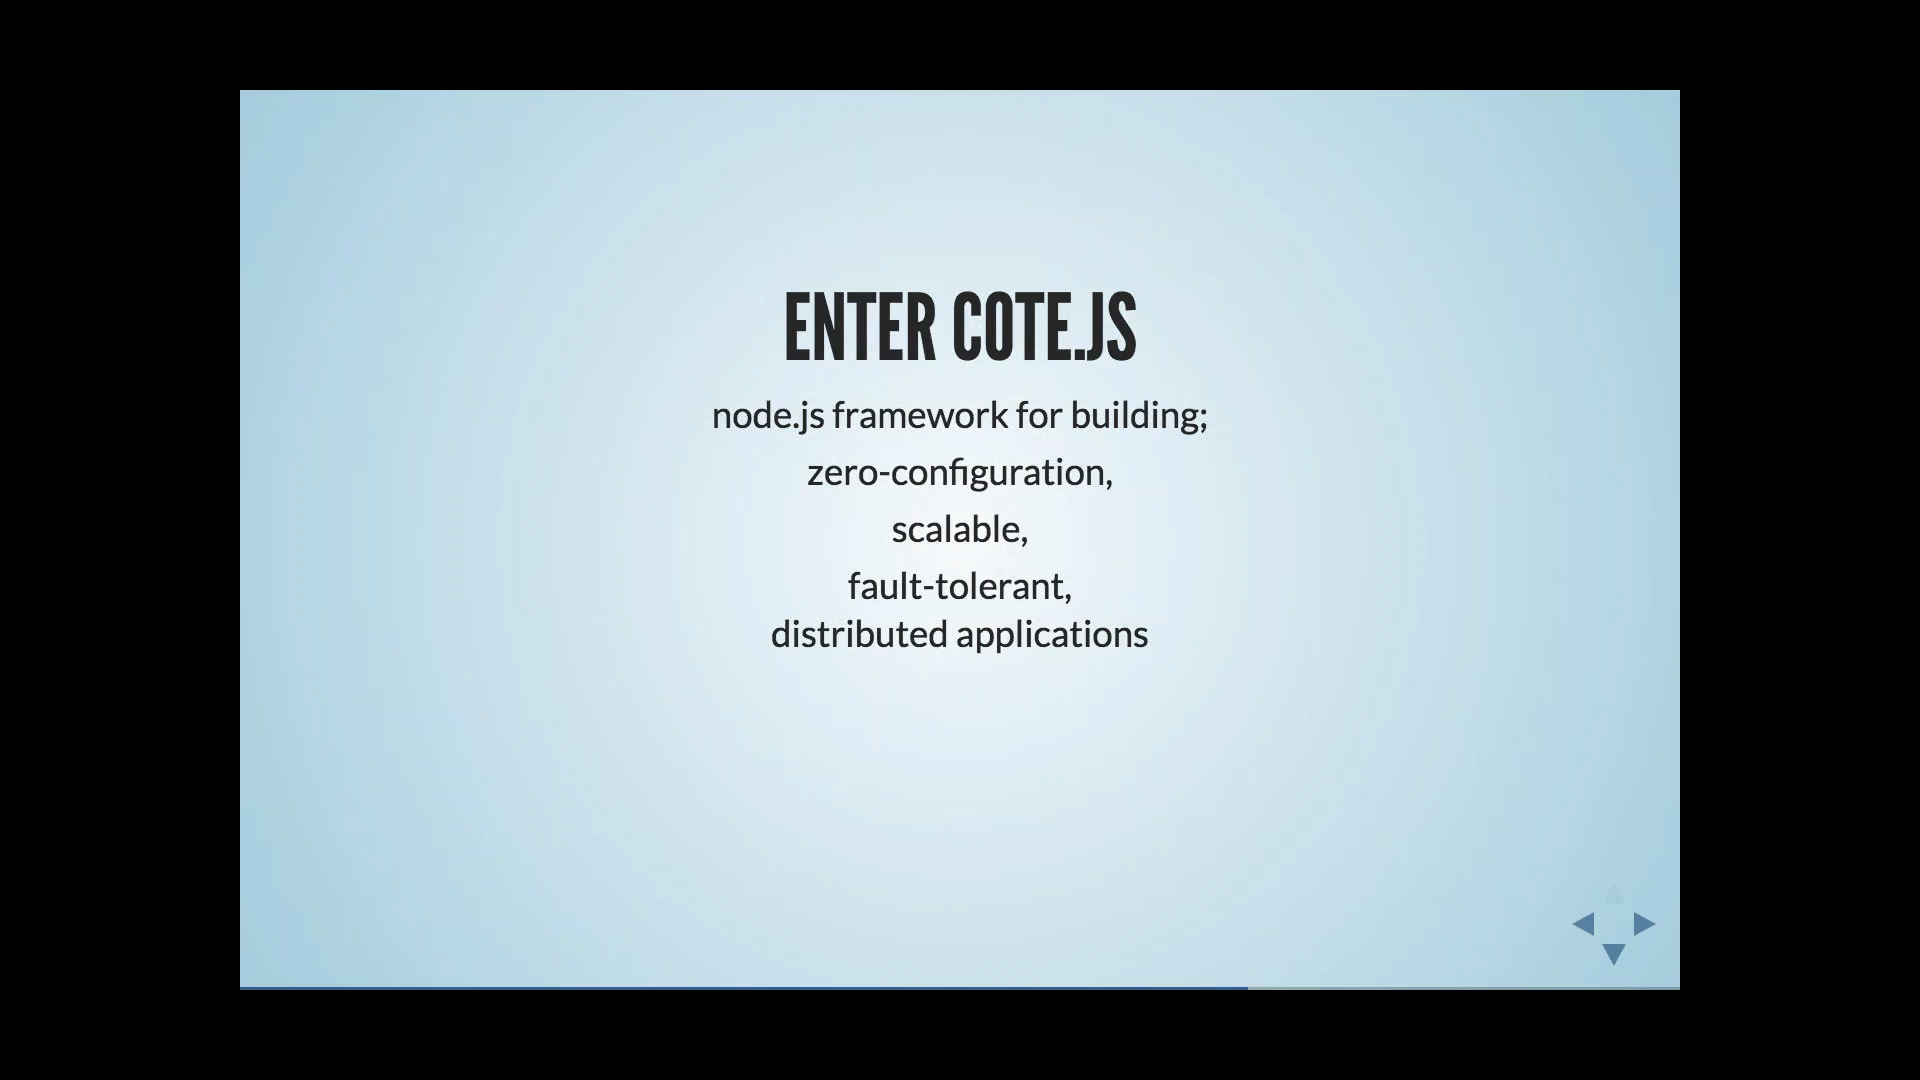 ENTER COTE.JS
node.js framework for building;
zero-configuration,
scalable,
fault-tolerant,
distributed applications